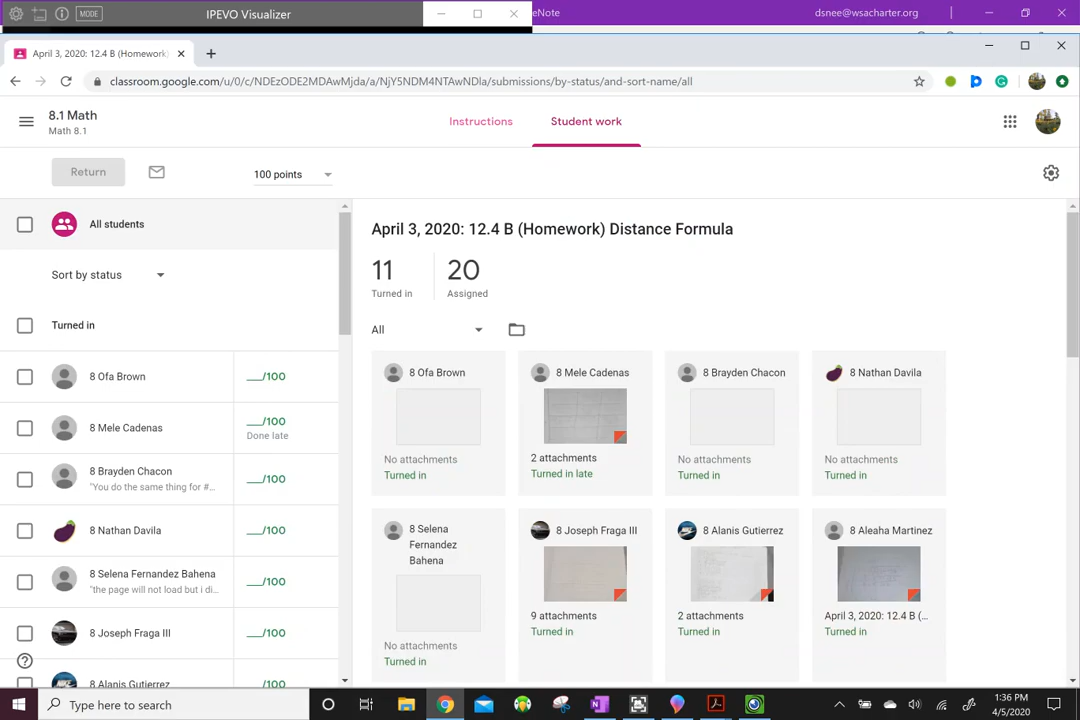 MODE
IPEVO Visualizer
eNote
dsnee@wsacharter.org
April 3, 2020: 12.4 B (Homework)
classroom.google.com/u/0/c/NDEzODE2MDAwMjda/a/NjY5NDM4NTAwNDla/submissions/by-status/and-sort-name/all
8.1 Math
Math 8.1
Instructions
Student work
Return
100 points
All students
Sort by status
Turned in
8 Ofa Brown
___/100
8 Mele Cadenas
___/100
Done late
8 Brayden Chacon
"You do the same thing for #...
___/100
8 Nathan Davila
___/100
8 Selena Fernandez Bahena
"the page will not load but i di...
___/100
8 Joseph Fraga III
___/100
8 Alanis Gutierrez
/100
April 3, 2020: 12.4 B (Homework) Distance Formula
11
Turned in
20
Assigned
All
8 Ofa Brown
No attachments
Turned in
8 Mele Cadenas
2 attachments
Turned in late
8 Brayden Chacon
No attachments
Turned in
8 Nathan Davila
No attachments
Turned in
8 Selena
Fernandez
Bahena
No attachments
Turned in
8 Joseph Fraga III
9 attachments
Turned in
8 Alanis Gutierrez
2 attachments
Turned in
8 Aleaha Martinez
April 3, 2020: 12.4 B (...
Turned in
Type here to search
1:36 PM
4/5/2020